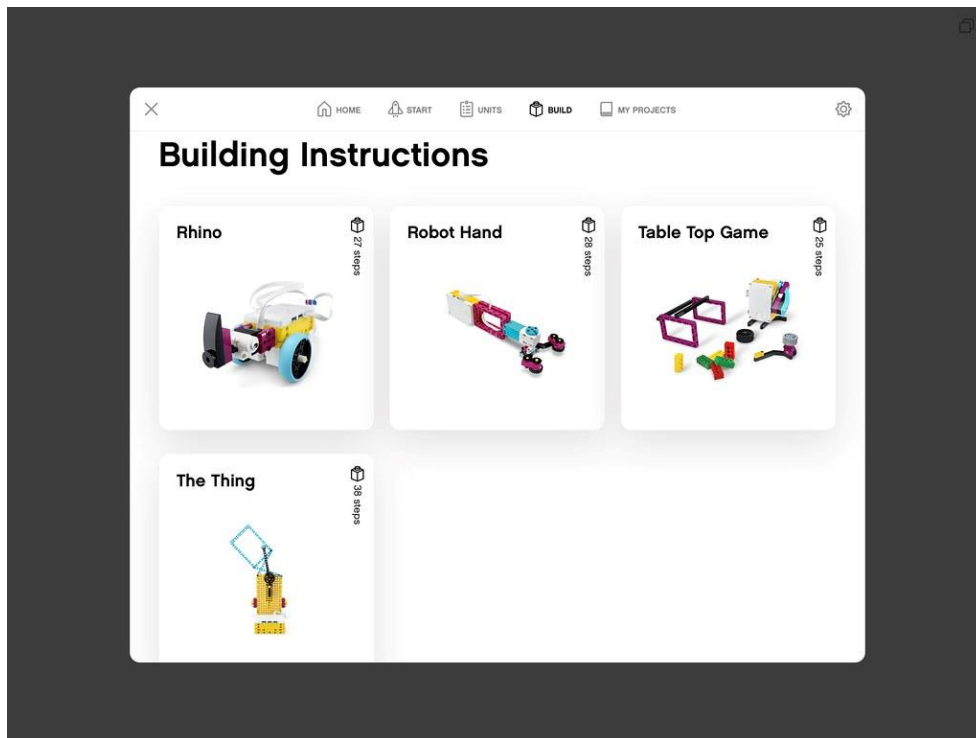 HOME START UNITS BUILD MY PROJECTS
Building Instructions
Rhino
27 steps
Robot Hand
28 steps
Table Top Game
25 steps
The Thing
38 steps